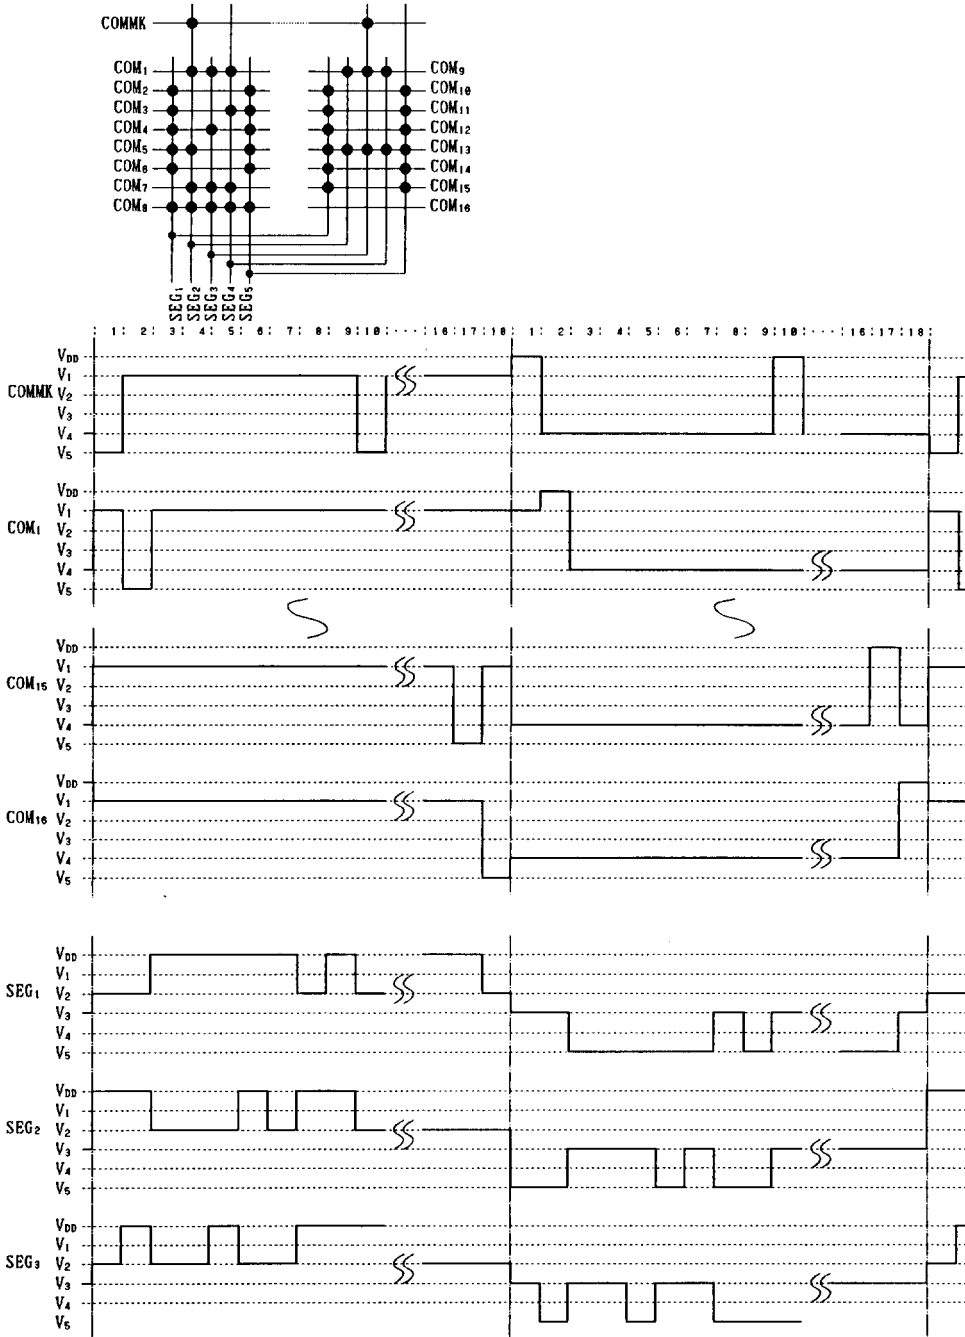 COMMK
COM₁ COM₉
COM₂ COM₁₀
COM₃ COM₁₁
COM₄ COM₁₂
COM₅ COM₁₃
COM₆ COM₁₄
COM₇ COM₁₅
COM₈ COM₁₆
SEG₁ SEG₂ SEG₃ SEG₄ SEG₅
1 2 3 4 5 6 7 8 9 10 16 17 18 1 2 3 4 5 6 7 8 9 10 16 17 18
VDD
V₁
COMMK V₂
V₃
V₄
V₅
VDD
V₁
COM₁ V₂
V₃
V₄
V₅
VDD
V₁
COM₁₅ V₂
V₃
V₄
V₅
VDD
V₁
COM₁₆ V₂
V₃
V₄
V₅
VDD
V₁
SEG₁ V₂
V₃
V₄
V₅
VDD
V₁
SEG₂ V₂
V₃
V₄
V₅
VDD
V₁
SEG₃ V₂
V₃
V₄
V₅